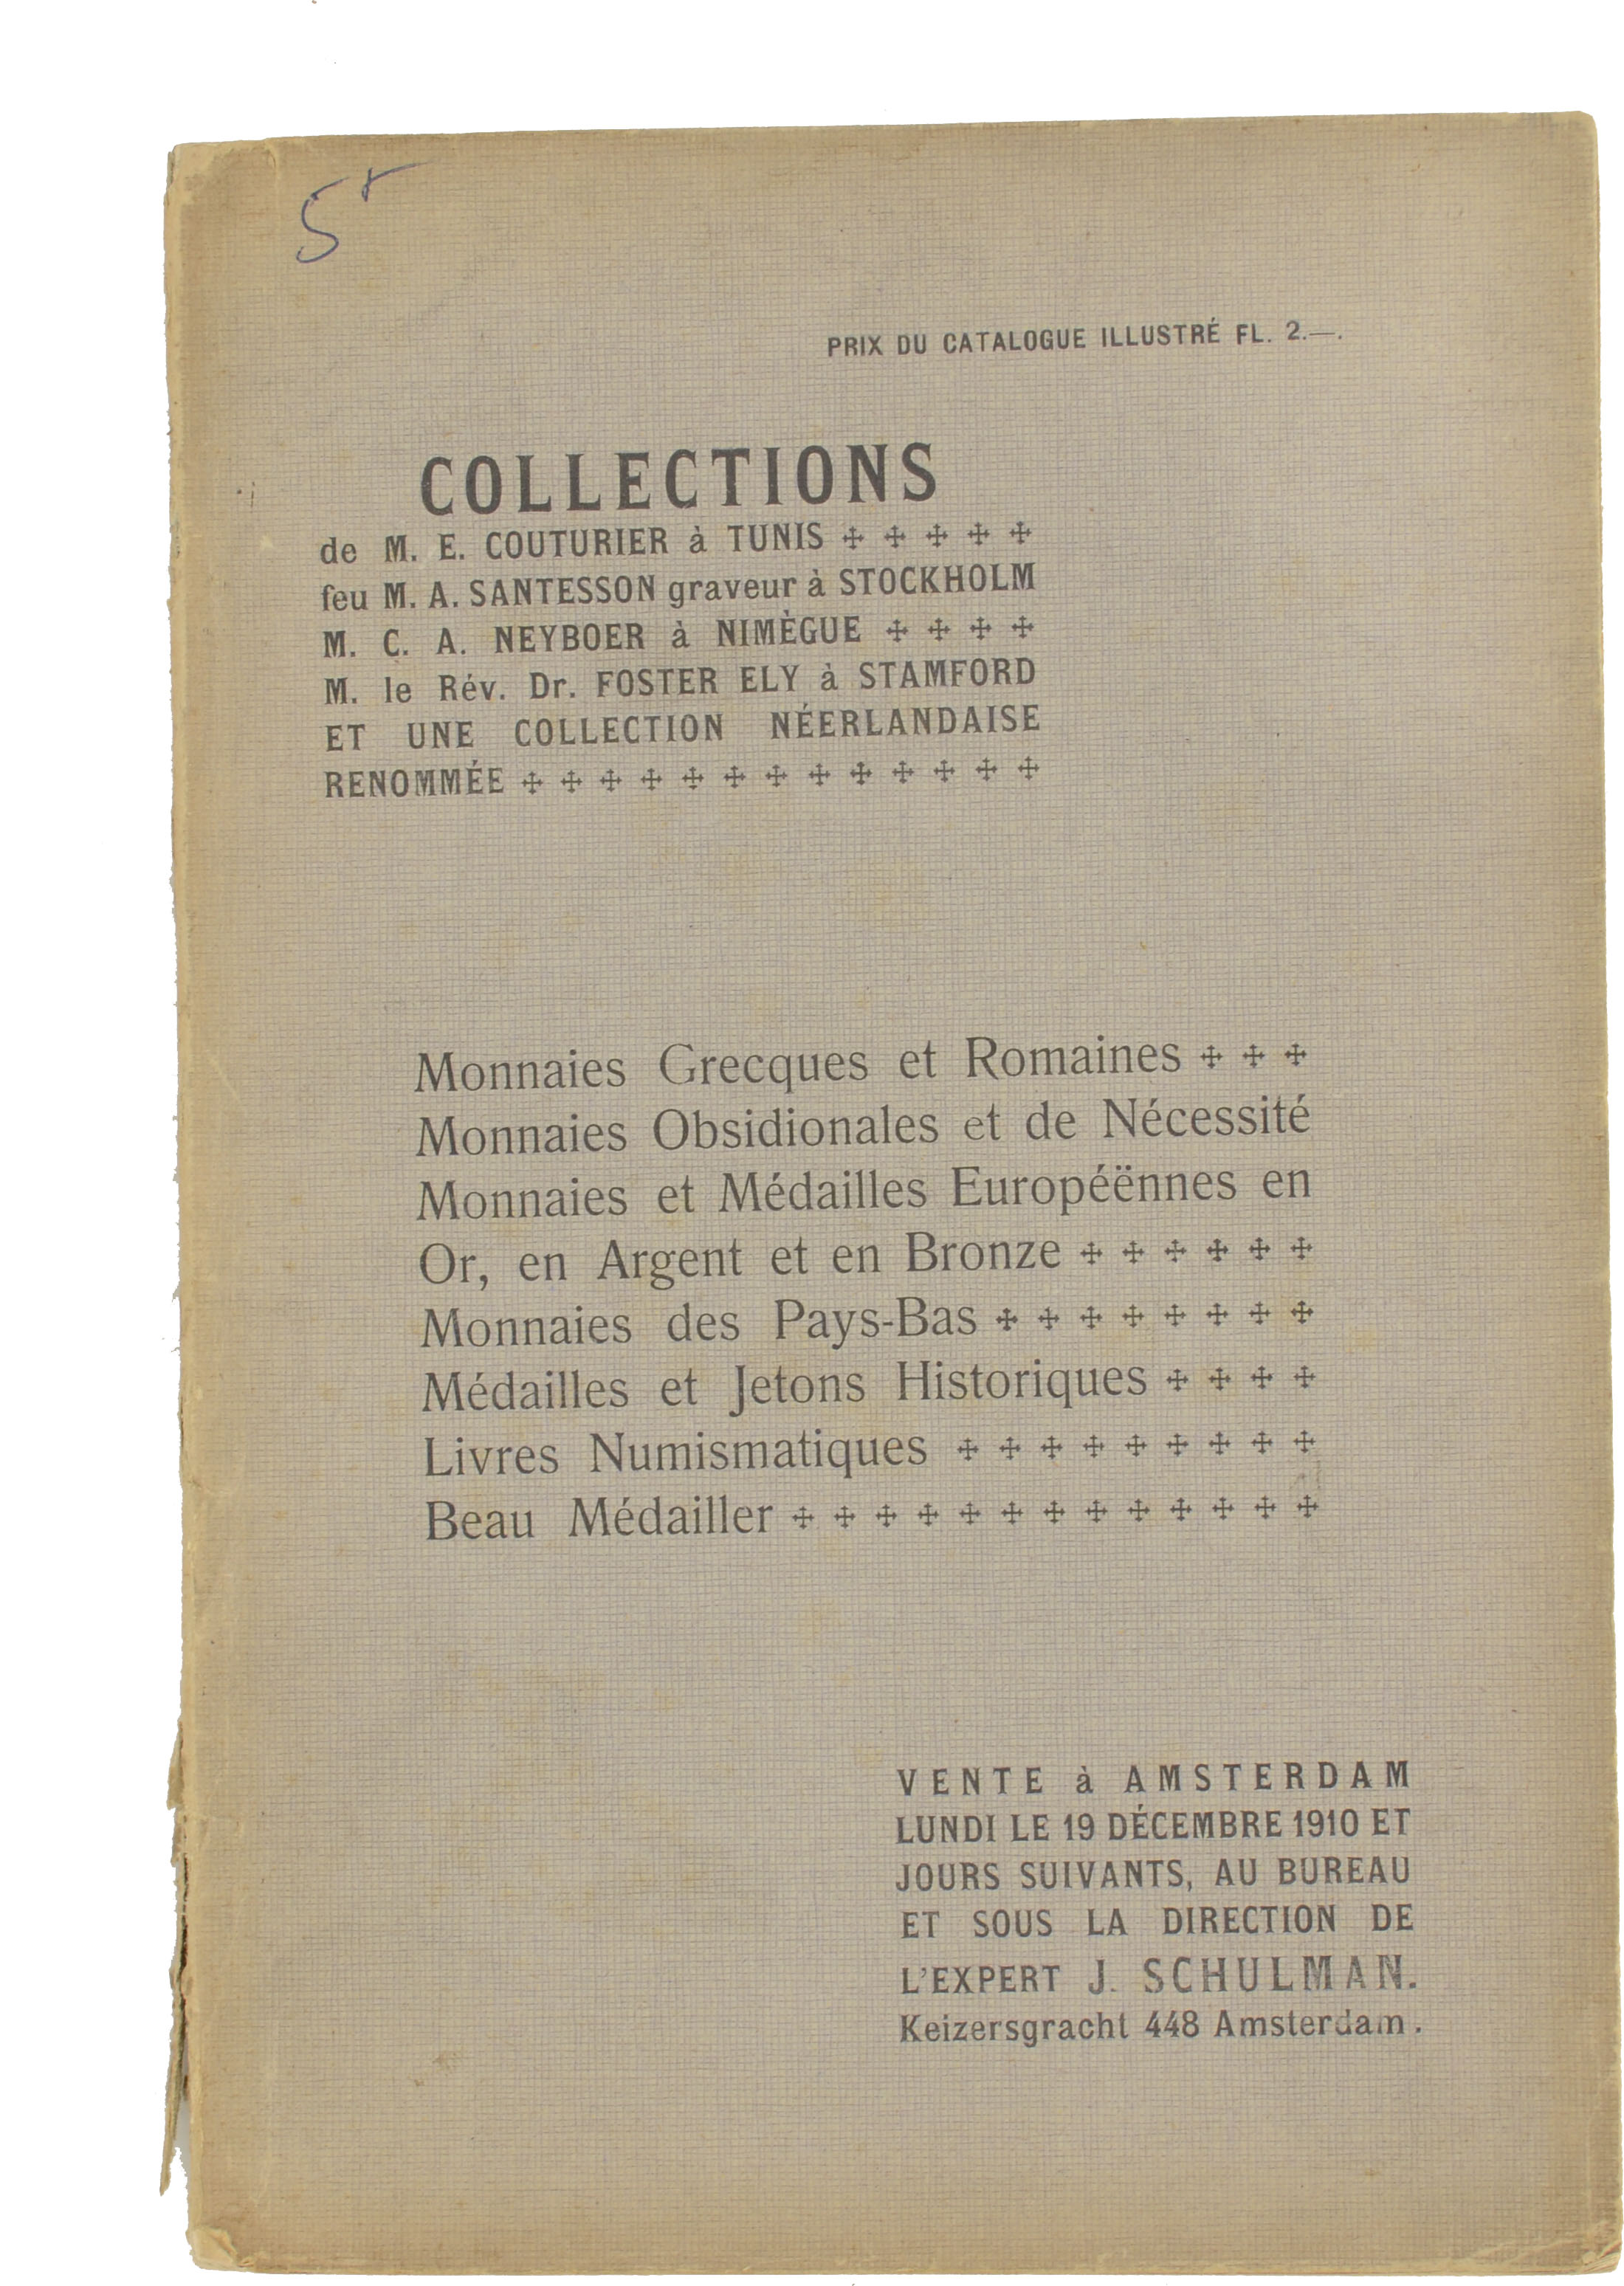 5
PRIX DU CATALOGUE ILLUSTRÉ FL. 2.—.
COLLECTIONS
de M. E. COUTURIER à TUNIS ✢ ✢ ✢ ✢ ✢
feu M. A. SANTESSON graveur à STOCKHOLM
M. C. A. NEYBOER à NIMÈGUE ✢ ✢ ✢ ✢
M. le Rév. Dr. FOSTER ELY à STAMFORD
ET UNE COLLECTION NÉERLANDAISE
RENOMMÉE ✢ ✢ ✢ ✢ ✢ ✢ ✢ ✢ ✢ ✢ ✢ ✢ ✢
Monnaies Grecques et Romaines ✢ ✢ ✢
Monnaies Obsidionales et de Nécessité
Monnaies et Médailles Européënnes en
Or, en Argent et en Bronze ✢ ✢ ✢ ✢ ✢ ✢
Monnaies des Pays-Bas ✢ ✢ ✢ ✢ ✢ ✢ ✢ ✢
Médailles et Jetons Historiques ✢ ✢ ✢ ✢
Livres Numismatiques ✢ ✢ ✢ ✢ ✢ ✢ ✢ ✢ ✢
Beau Médailler ✢ ✢ ✢ ✢ ✢ ✢ ✢ ✢ ✢ ✢ ✢ ✢ ✢
VENTE à AMSTERDAM
LUNDI LE 19 DÉCEMBRE 1910 ET
JOURS SUIVANTS, AU BUREAU
ET SOUS LA DIRECTION DE
L'EXPERT J. SCHULMAN.
Keizersgracht 448 Amsterdam.